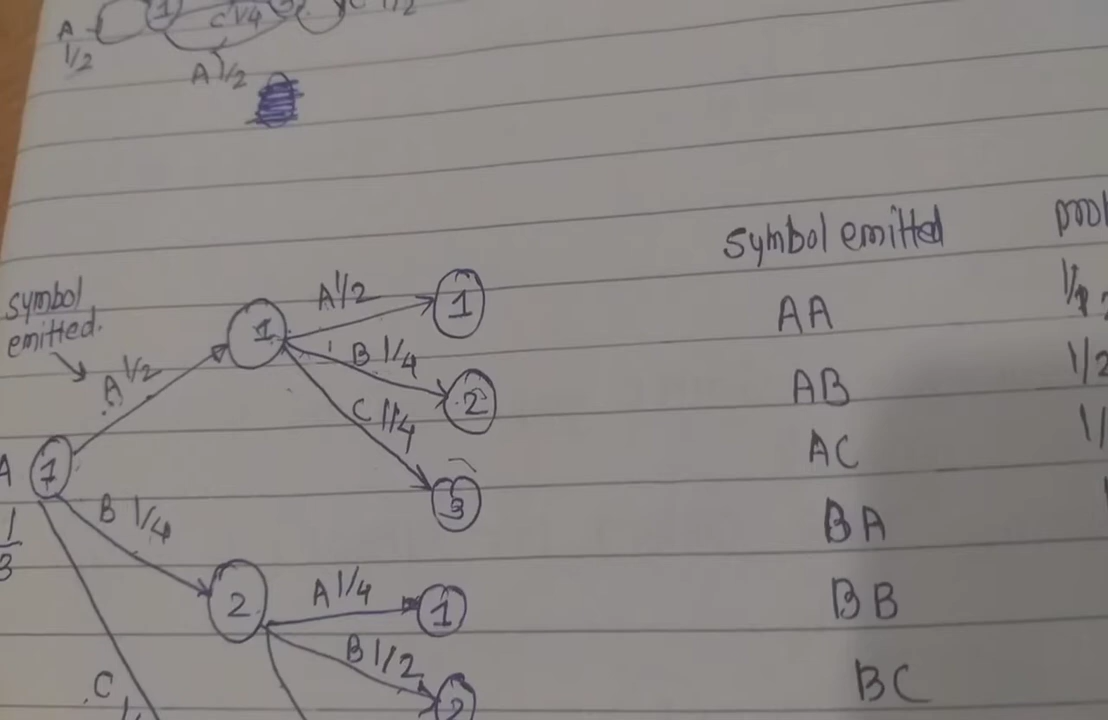 A 1/2
C 1/4
1/2
A 1/2
symbol emitted
symbol
emitted.
A 1/2
1
A 1/2
1
B 1/4
2
C 1/4
3
AA
AB
1/2
AC
A
1
B 1/4
1/3
BA
2
A 1/4
1
BB
B 1/2
2
C
BC